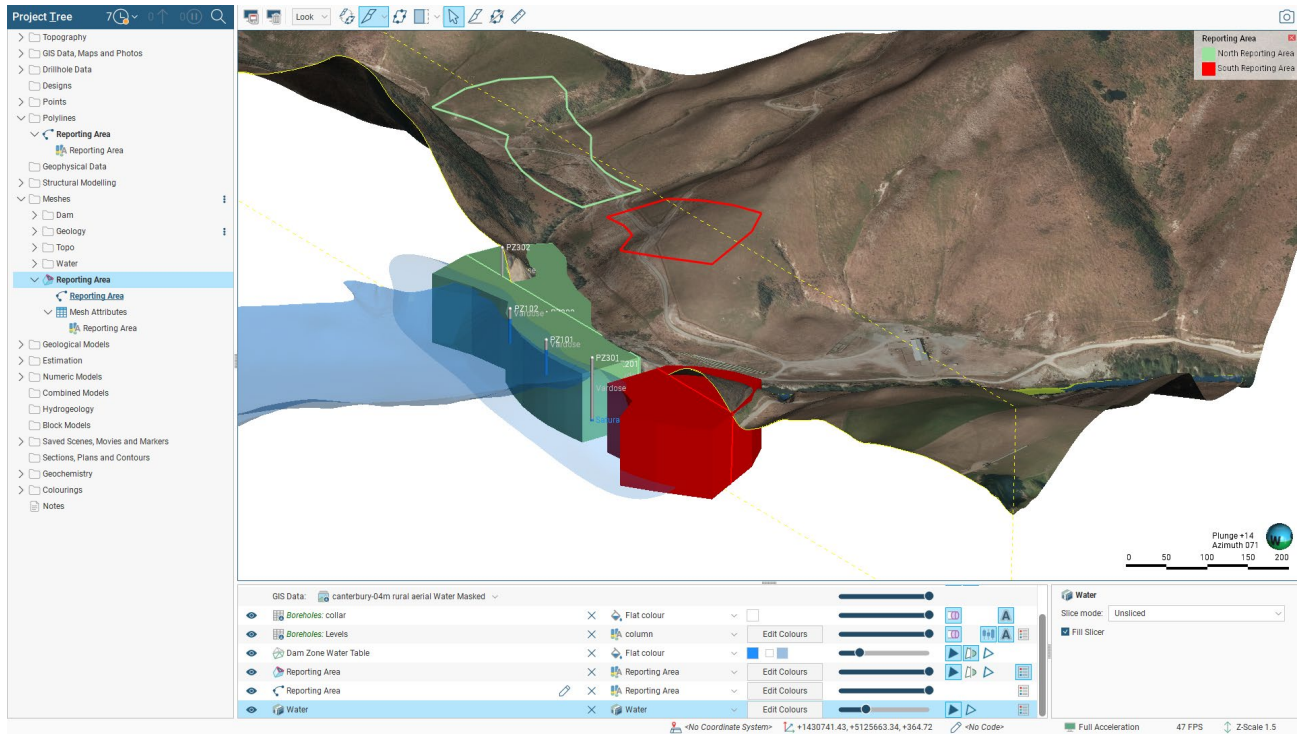 Project Tree
7
0
0
Look
Topography
GIS Data, Maps and Photos
Drillhole Data
Designs
Points
Polylines
Reporting Area
Reporting Area
Geophysical Data
Structural Modelling
Meshes
Dam
Geology
Topo
Water
Reporting Area
Reporting Area
Mesh Attributes
Reporting Area
Geological Models
Estimation
Numeric Models
Combined Models
Hydrogeology
Block Models
Saved Scenes, Movies and Markers
Sections, Plans and Contours
Geochemistry
Colourings
Notes
Reporting Area
North Reporting Area
South Reporting Area
PZ302
PZ102
Vardose
PZ101
Vardose
PZ301
201
Vardose
Plunge +14
Azimuth 071
W
0 50 100 150 200
GIS Data: canterbury-04m rural aerial Water Masked
Boreholes: collar Flat colour A
Boreholes: Levels column Edit Colours A
Dam Zone Water Table Flat colour
Reporting Area Reporting Area Edit Colours
Reporting Area Reporting Area Edit Colours
Water Water Edit Colours
Water
Slice mode: Unsliced
Fill Slicer
<No Coordinate System> +1430741.43, +5125663.34, +364.72 <No Code> Full Acceleration 47 FPS Z-Scale 1.5